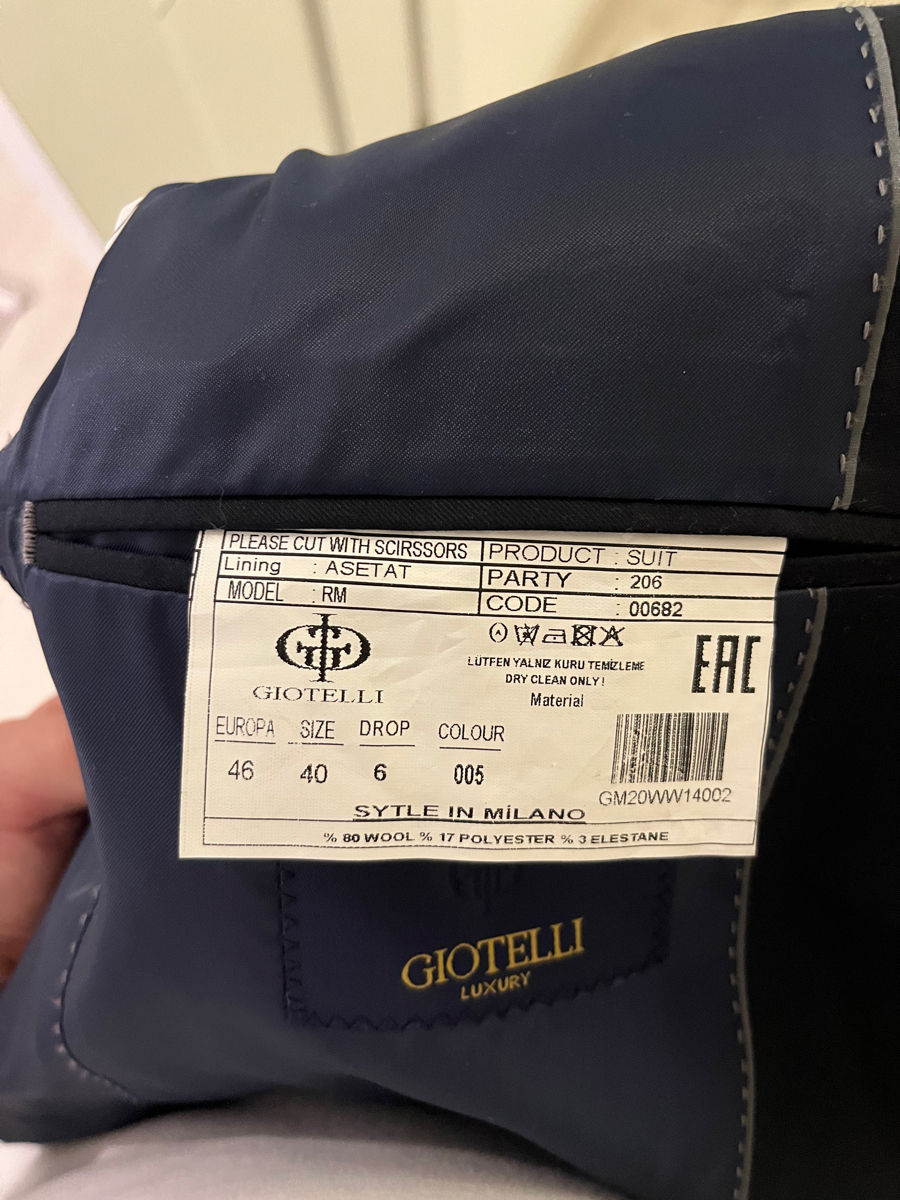 PLEASE CUT WITH SCIRSSORS
PRODUCT : SUIT
Lining : ASETAT
PARTY : 206
MODEL : RM
CODE : 00682
GIOTELLI
LÜTFEN YALNIZ KURU TEMİZLEME
DRY CLEAN ONLY!
Material
EAC
EUROPA SIZE DROP COLOUR
46 40 6 005
GM20WW14002
SYTLE IN MİLANO
% 80 WOOL % 17 POLYESTER % 3 ELESTANE
GIOTELLI
LUXURY